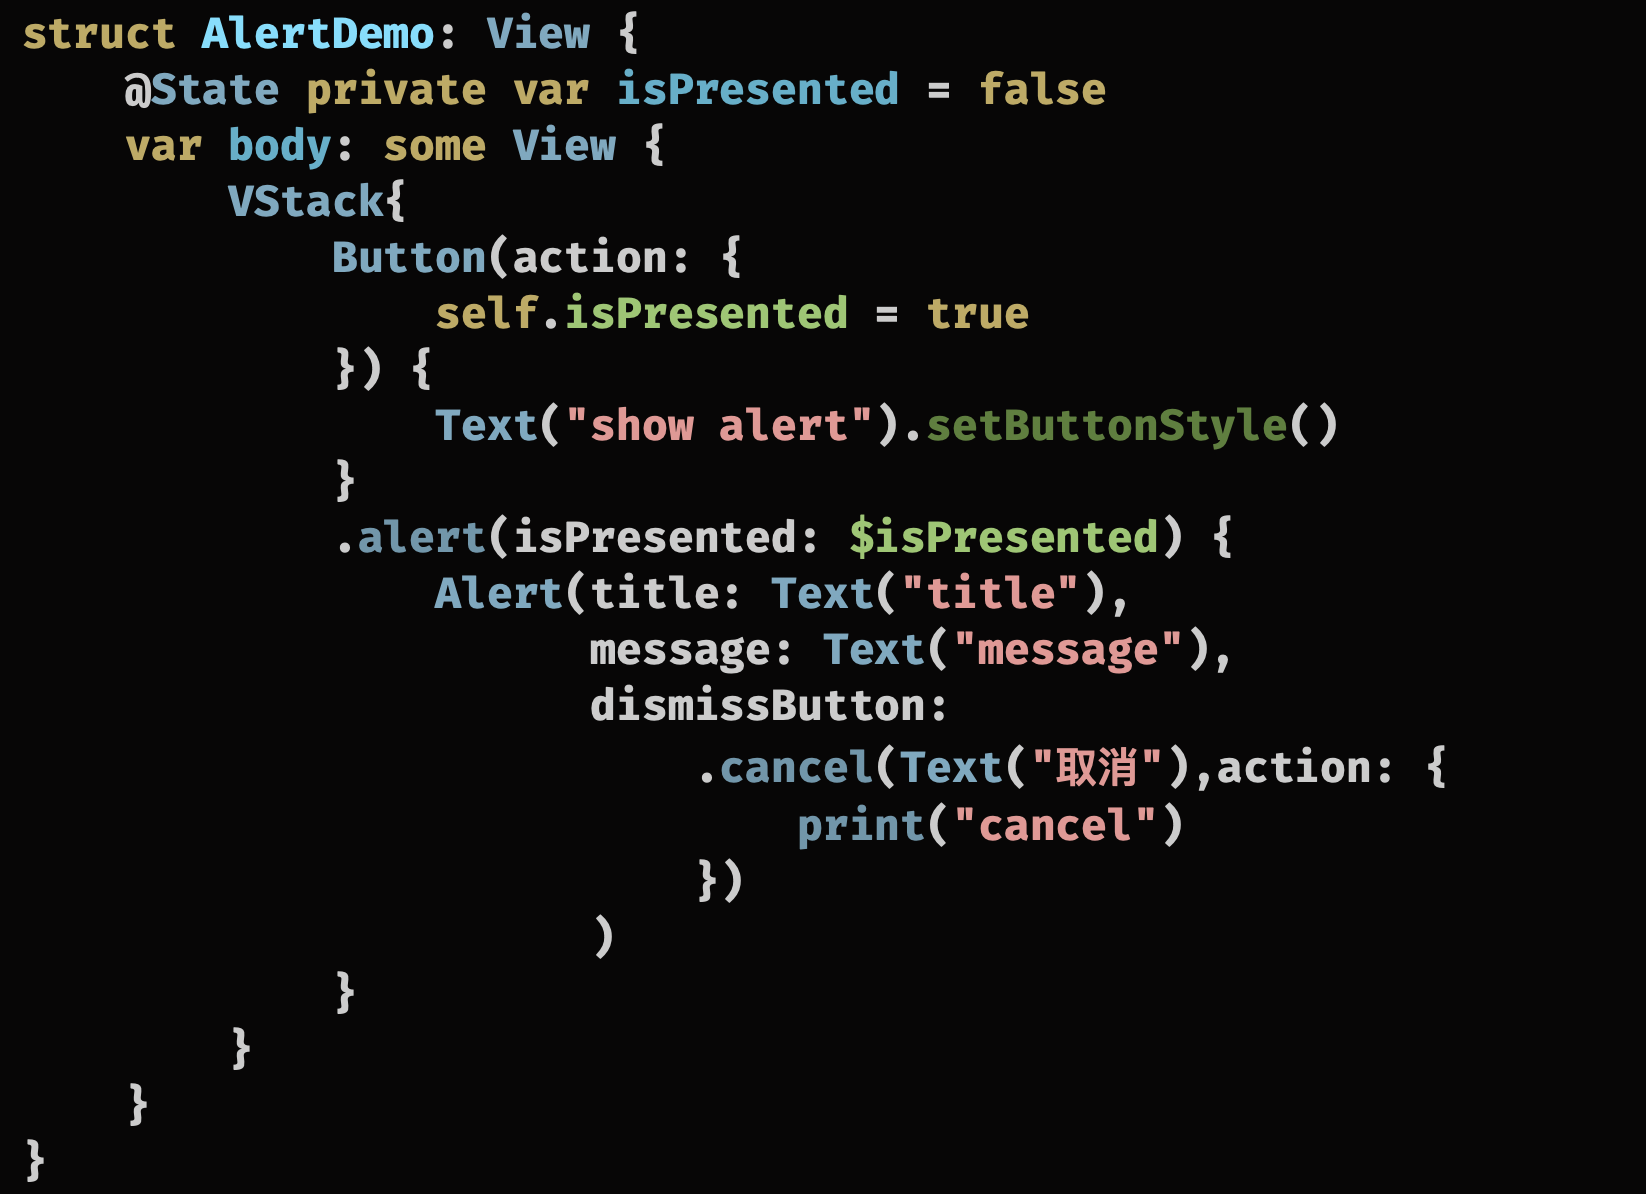 struct AlertDemo: View {
    @State private var isPresented = false
    var body: some View {
        VStack{
            Button(action: {
                self.isPresented = true
            }) {
                Text("show alert").setButtonStyle()
            }
            .alert(isPresented: $isPresented) {
                Alert(title: Text("title"),
                      message: Text("message"),
                      dismissButton:
                          .cancel(Text("取消"),action: {
                              print("cancel")
                          })
                      )
            }
        }
    }
}